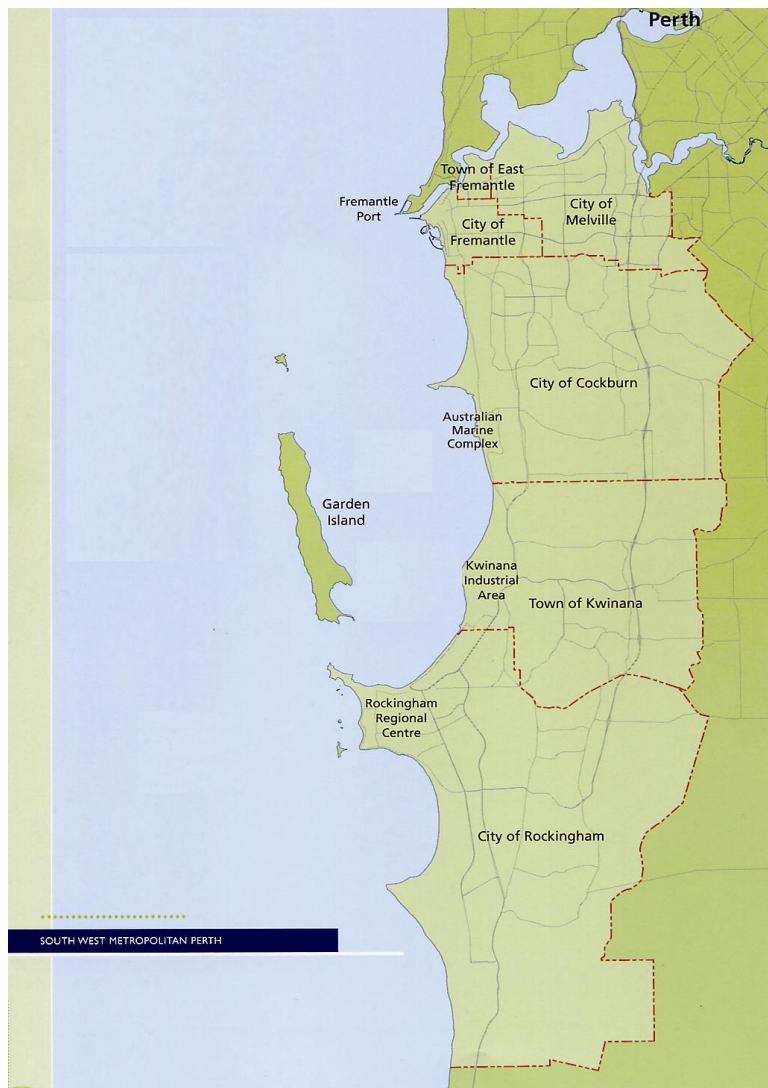 Perth
Town of East
Fremantle
Fremantle
Port
City of
Melville
City of
Fremantle
City of Cockburn
Australian
Marine
Complex
Garden
Island
Kwinana
Industrial
Area
Town of Kwinana
Rockingham
Regional
Centre
City of Rockingham
SOUTH WEST METROPOLITAN PERTH